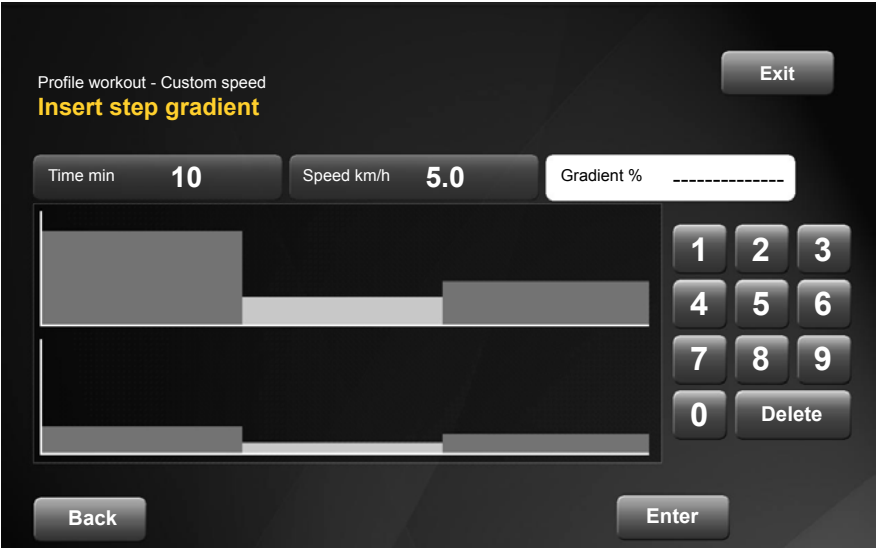 Exit
Profile workout - Custom speed
Insert step gradient
Time min 10 Speed km/h 5.0 Gradient % --------------
1 2 3
4 5 6
7 8 9
0 Delete
Back Enter